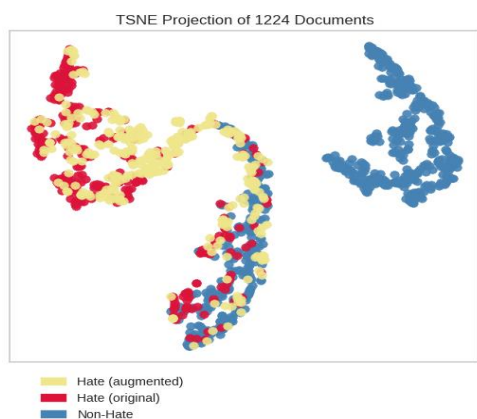 TSNE Projection of 1224 Documents
Hate (augmented)
Hate (original)
Non-Hate